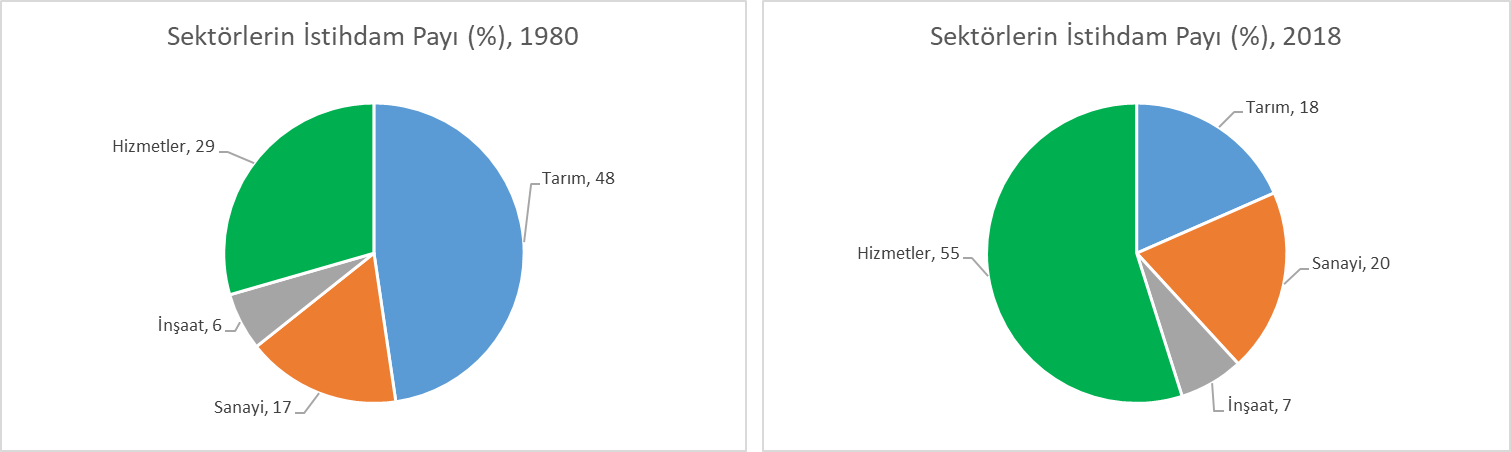 Sektörlerin İstihdam Payı (%), 1980
Hizmetler, 29
Tarım, 48
İnşaat, 6
Sanayi, 17
Sektörlerin İstihdam Payı (%), 2018
Tarım, 18
Hizmetler, 55
Sanayi, 20
İnşaat, 7